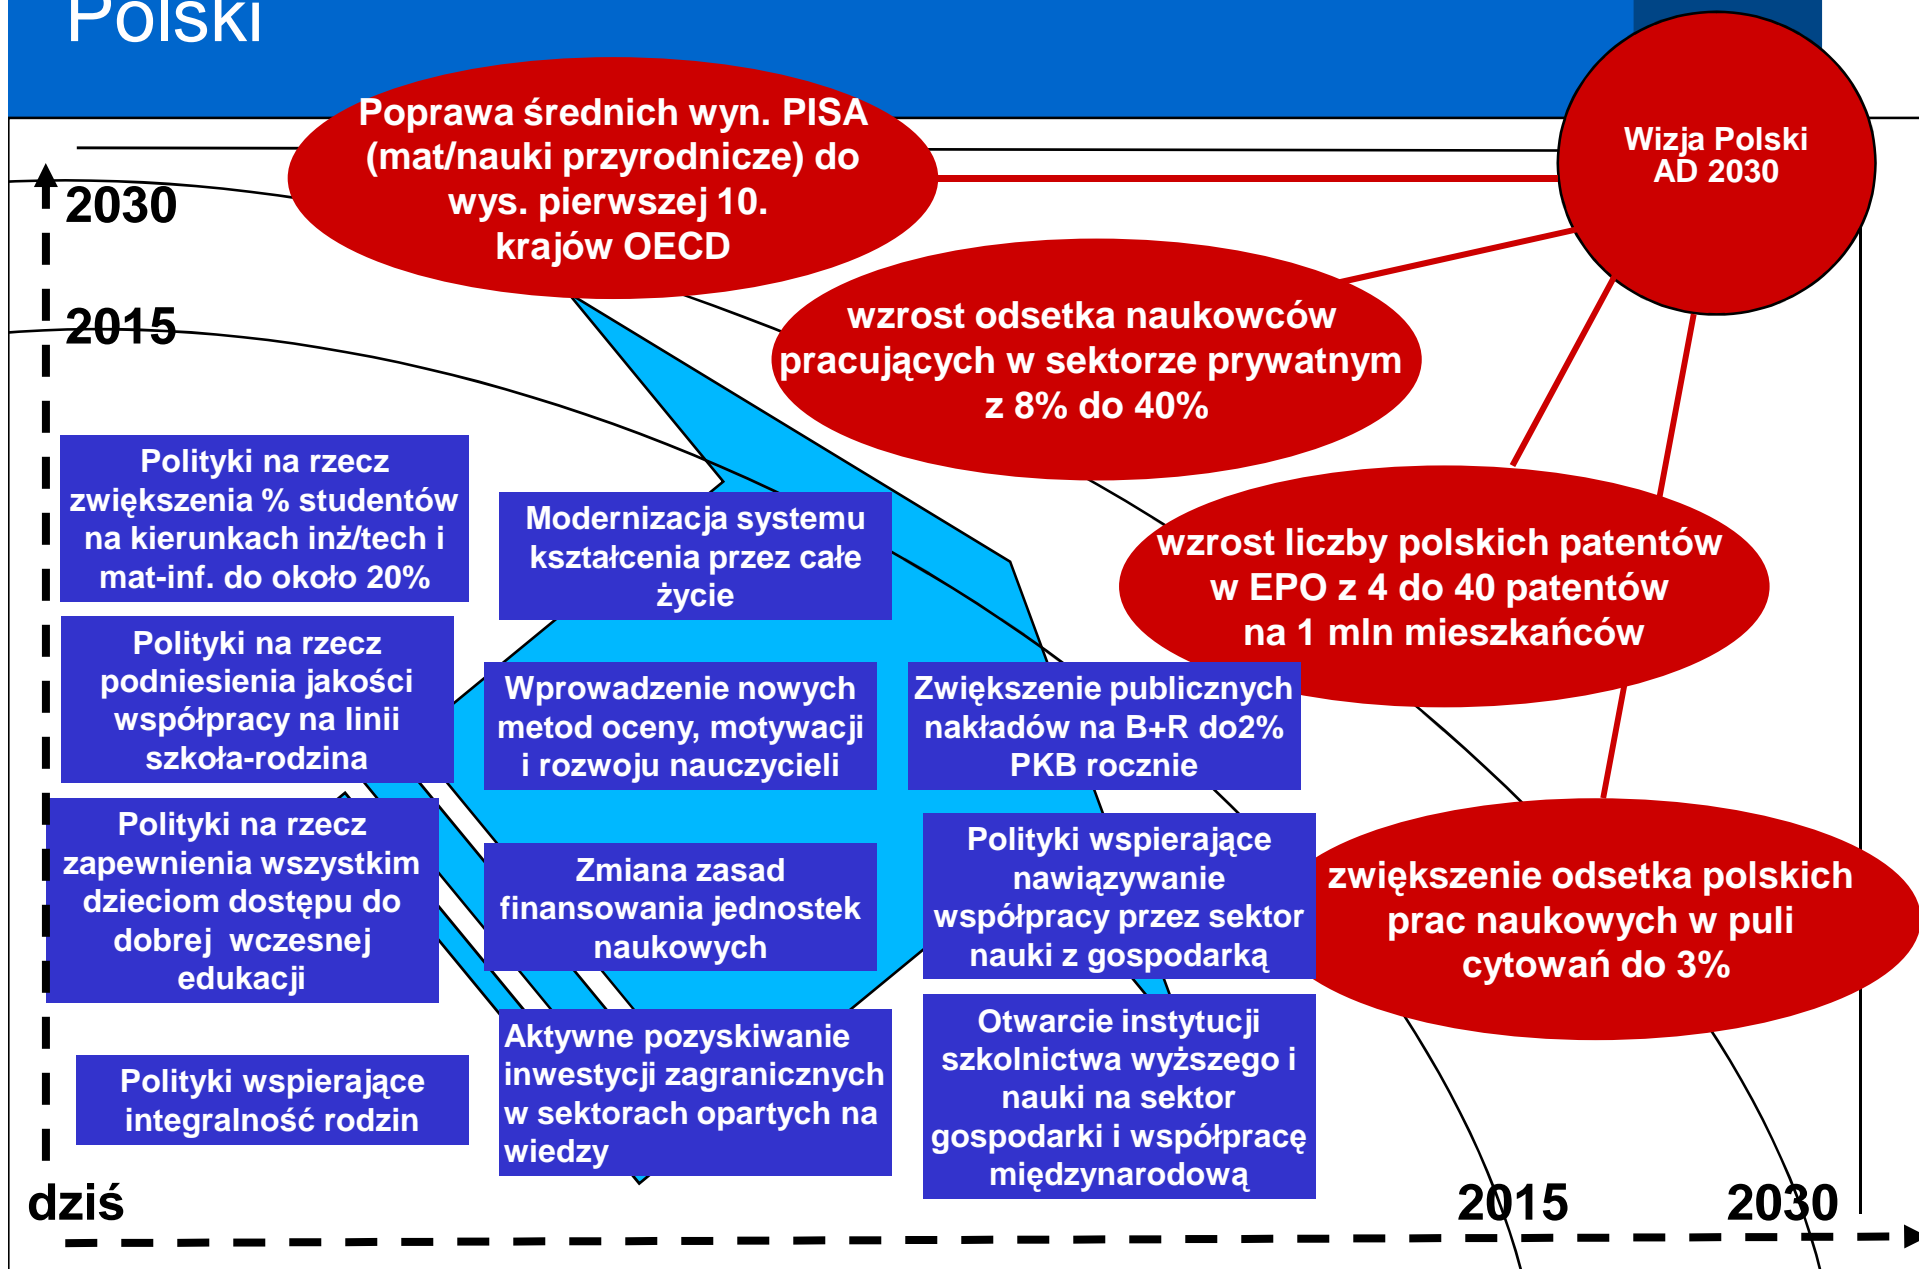 Polski
Poprawa średnich wyn. PISA
(mat/nauki przyrodnicze) do
wys. pierwszej 10.
krajów OECD
Wizja Polski
AD 2030
2030
2015
wzrost odsetka naukowców
pracujących w sektorze prywatnym
z 8% do 40%
Polityki na rzecz
zwiększenia % studentów
na kierunkach inż/tech i
mat-inf. do około 20%
Modernizacja systemu
kształcenia przez całe
życie
wzrost liczby polskich patentów
w EPO z 4 do 40 patentów
na 1 mln mieszkańców
Polityki na rzecz
podniesienia jakości
współpracy na linii
szkoła-rodzina
Wprowadzenie nowych
metod oceny, motywacji
i rozwoju nauczycieli
Zwiększenie publicznych
nakładów na B+R do2%
PKB rocznie
Polityki na rzecz
zapewnienia wszystkim
dzieciom dostępu do
dobrej  wczesnej
edukacji
Zmiana zasad
finansowania jednostek
naukowych
Polityki wspierające
nawiązywanie
współpracy przez sektor
nauki z gospodarką
zwiększenie odsetka polskich
prac naukowych w puli
cytowań do 3%
Polityki wspierające
integralność rodzin
Aktywne pozyskiwanie
inwestycji zagranicznych
w sektorach opartych na
wiedzy
Otwarcie instytucji
szkolnictwa wyższego i
nauki na sektor
gospodarki i współpracę
międzynarodową
dziś
2015
2030